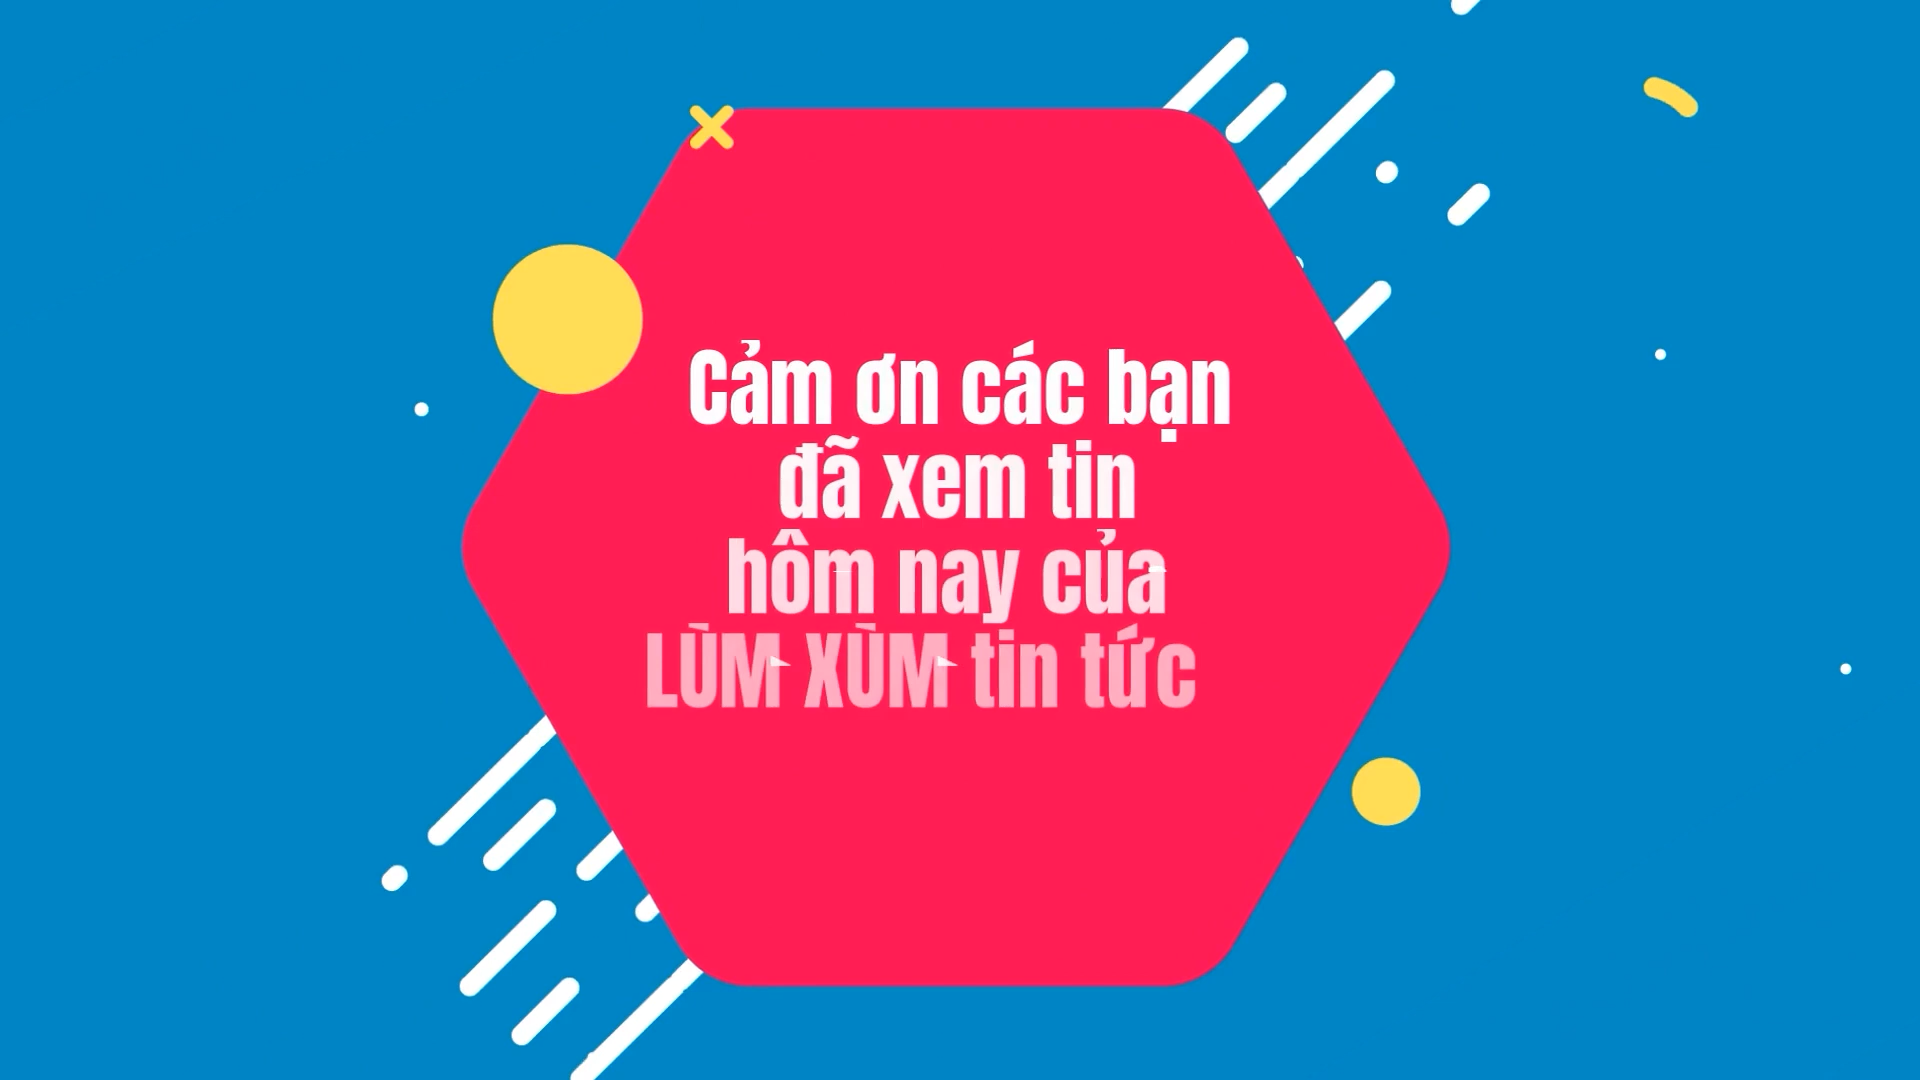 Cảm ơn các bạn
đã xem tin
hôm nay của
LÙM XÙM tin tức